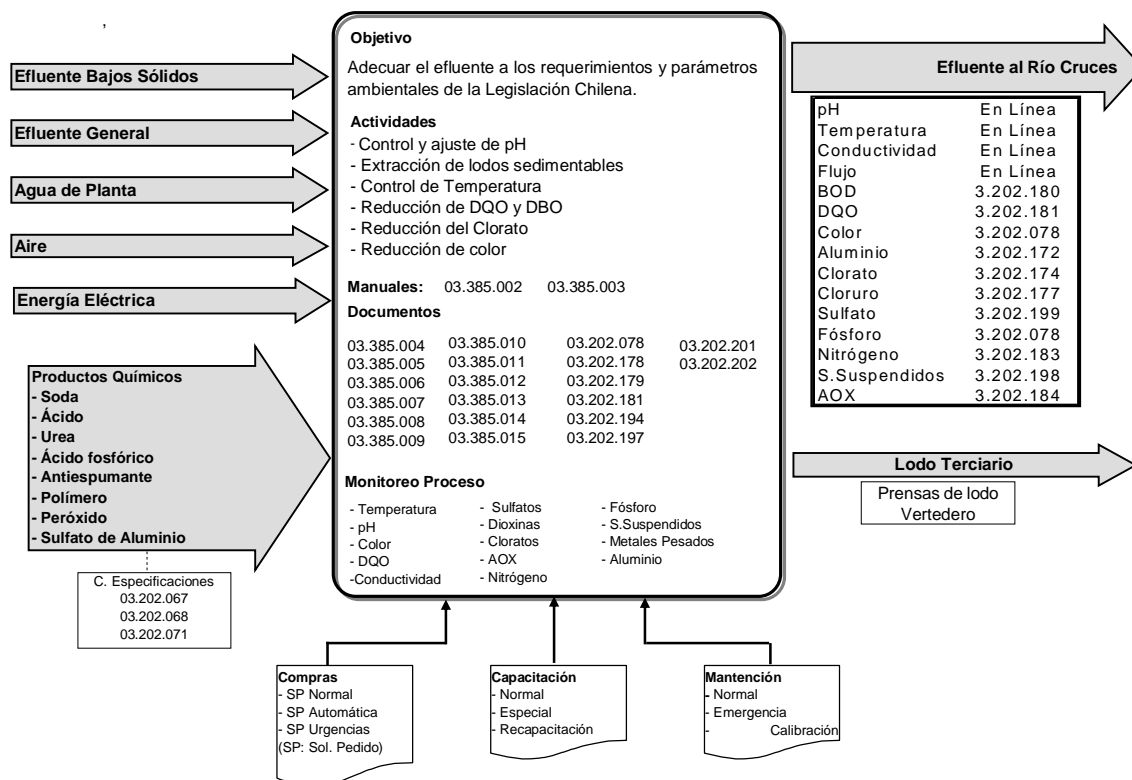 ,
Efluente Bajos Sólidos
Efluente General
Agua de Planta
Aire
Energía Eléctrica
Productos Químicos
- Soda
- Ácido
- Urea
- Ácido fosfórico
- Antiespumante
- Polímero
- Peróxido
- Sulfato de Aluminio
C. Especificaciones
03.202.067
03.202.068
03.202.071
Objetivo
Adecuar el efluente a los requerimientos y parámetros
ambientales de la Legislación Chilena.
Actividades
- Control y ajuste de pH
- Extracción de lodos sedimentables
- Control de Temperatura
- Reducción de DQO y DBO
- Reducción del Clorato
- Reducción de color
Manuales: 03.385.002 03.385.003
Documentos
03.385.004 03.385.010 03.202.078 03.202.201
03.385.005 03.385.011 03.202.178 03.202.202
03.385.006 03.385.012 03.202.179
03.385.007 03.385.013 03.202.181
03.385.008 03.385.014 03.202.194
03.385.009 03.385.015 03.202.197
Monitoreo Proceso
- Temperatura - Sulfatos - Fósforo
- pH - Dioxinas - S.Suspendidos
- Color - Cloratos - Metales Pesados
- DQO - AOX - Aluminio
-Conductividad - Nitrógeno
Efluente al Río Cruces
pH En Línea
Temperatura En Línea
Conductividad En Línea
Flujo En Línea
BOD 3.202.180
DQO 3.202.181
Color 3.202.078
Aluminio 3.202.172
Clorato 3.202.174
Cloruro 3.202.177
Sulfato 3.202.199
Fósforo 3.202.078
Nitrógeno 3.202.183
S.Suspendidos 3.202.198
AOX 3.202.184
Lodo Terciario
Prensas de lodo
Vertedero
Compras
- SP Normal
- SP Automática
- SP Urgencias
(SP: Sol. Pedido)
Capacitación
- Normal
- Especial
- Recapacitación
Mantención
- Normal
- Emergencia
- Calibración